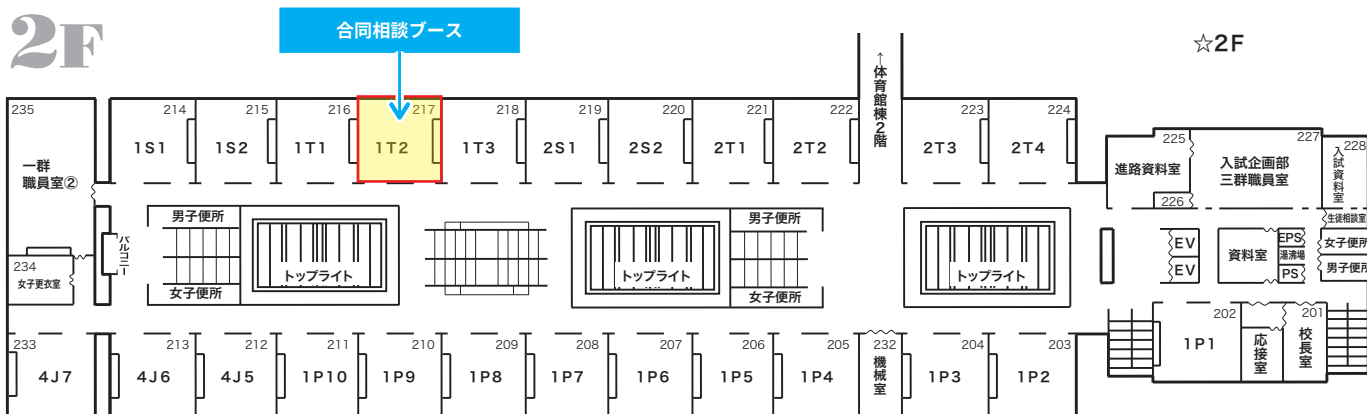 2F
合同相談ブース
☆2F
↑体育館棟2階
235
一群
職員室②
214
1S1
215
1S2
216
1T1
217
1T2
218
1T3
219
2S1
220
2S2
221
2T1
222
2T2
223
2T3
224
2T4
225
進路資料室
226
227
入試企画部
三群職員室
228
入試資料室
生徒相談室
バルコニー
男子便所
女子便所
トップライト
トップライト
男子便所
女子便所
トップライト
EV
EV
資料室
EPS
湯沸場
PS
女子便所
男子便所
234
女子更衣室
233
4J7
213
4J6
212
4J5
211
1P10
210
1P9
209
1P8
208
1P7
207
1P6
206
1P5
205
1P4
232
機械室
204
1P3
203
1P2
202
1P1
応接室
201
校長室